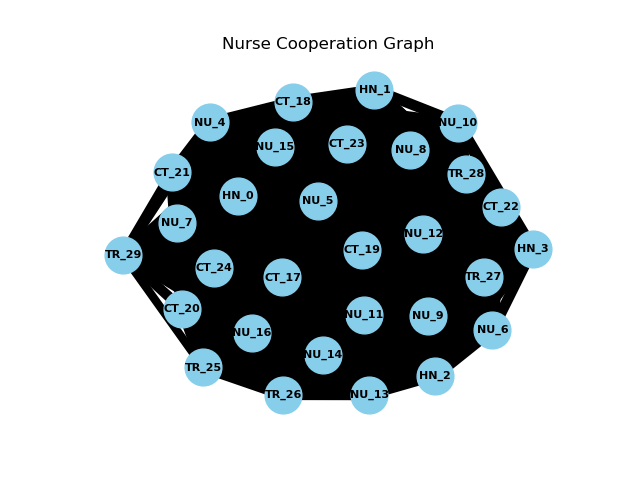 Nurse Cooperation Graph
HN_1
CT_18
NU_4
NU_10
CT_23
NU_15
NU_8
CT_21
TR_28
HN_0
NU_5
CT_22
NU_7
NU_12
HN_3
CT_19
TR_29
CT_24
CT_17
TR_27
CT_20
NU_11
NU_9
NU_6
NU_16
NU_14
TR_25
HN_2
TR_26
NU_13